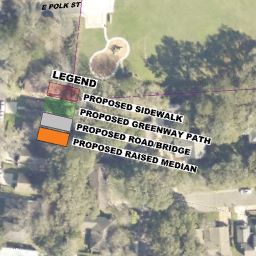 E POLK ST
LEGEND
PROPOSED SIDEWALK
PROPOSED GREENWAY PATH
PROPOSED ROAD/BRIDGE
PROPOSED RAISED MEDIAN